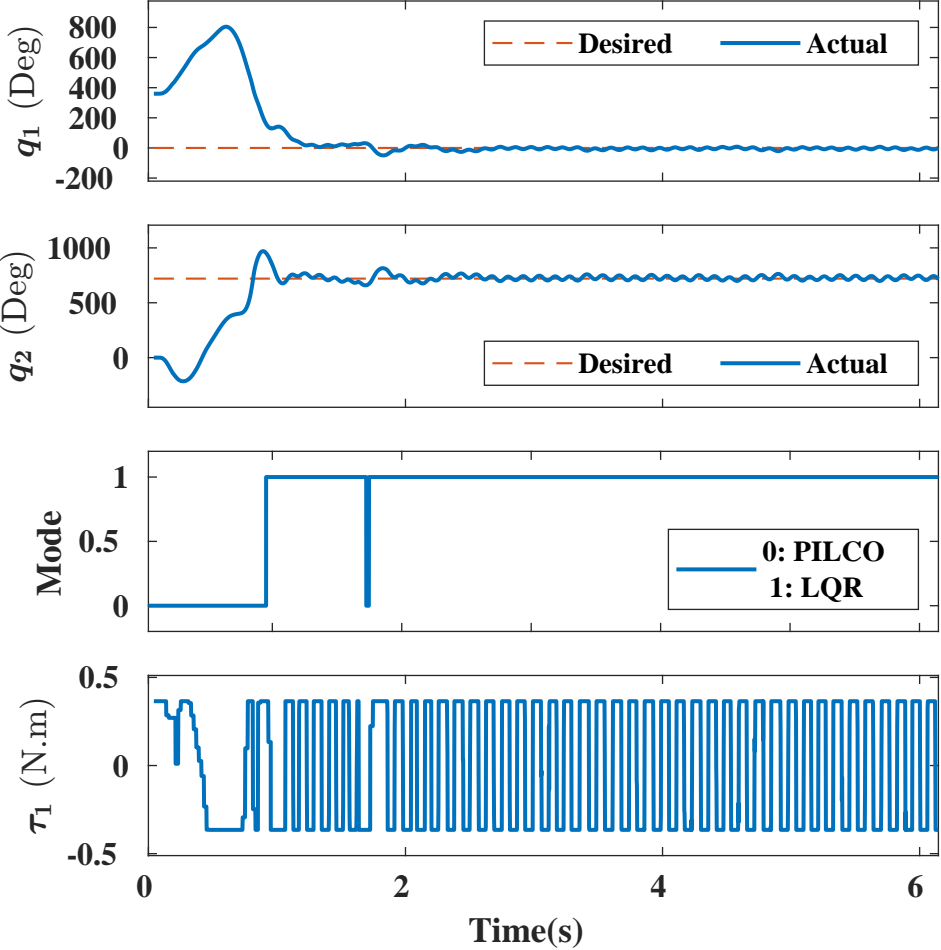 800
600
400
200
0
-200
q1 (Deg)
Desired
Actual
1000
500
0
q2 (Deg)
Desired
Actual
1
0.5
0
Mode
0: PILCO
1: LQR
0.5
0
-0.5
τ1 (N.m)
0
2
4
6
Time(s)